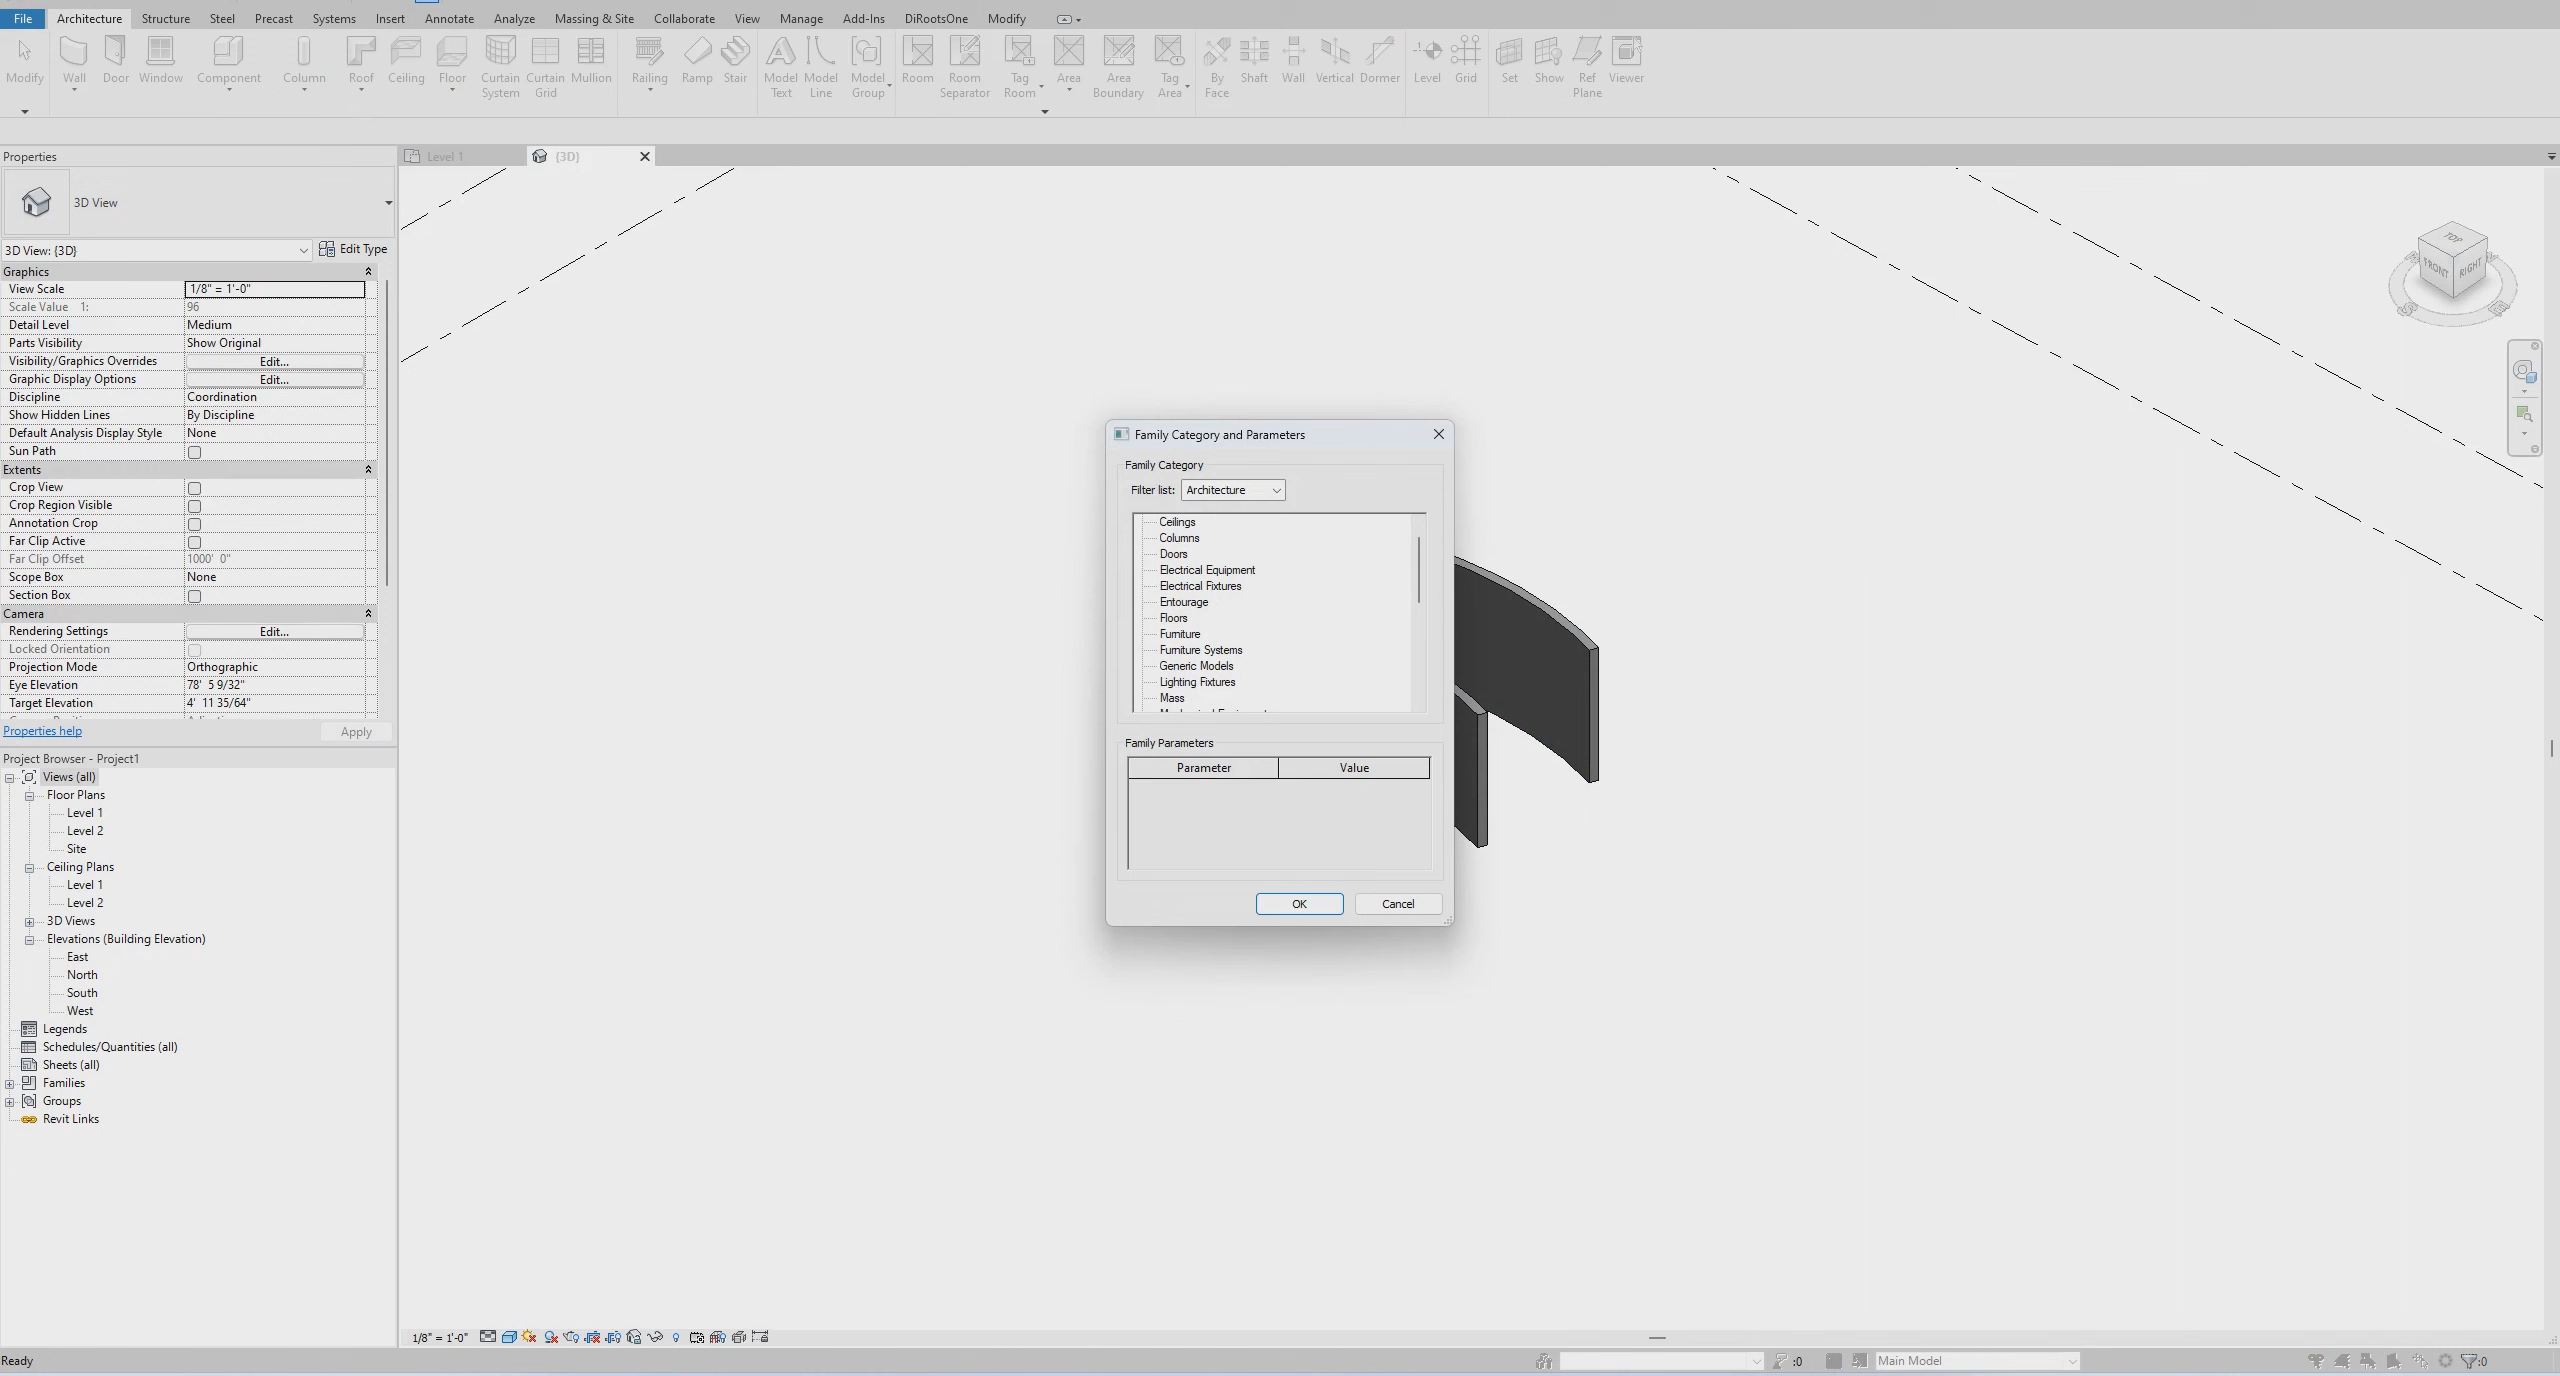 File Architecture Structure Steel Precast Systems Insert Annotate Analyze Massing & Site Collaborate View Manage Add-Ins DiRootsOne Modify
Modify Wall Door Window Component Column Roof Ceiling Floor Curtain System Curtain Grid Mullion Railing Ramp Stair Model Text Model Line Model Group Room Room Separator Tag Room Area Area Boundary Tag Area By Face Shaft Wall Vertical Dormer Level Grid Set Show Ref Plane Viewer
Properties
Level 1
{3D}
3D View
3D View: {3D}
Edit Type
Graphics
View Scale 1/8" = 1'-0"
Scale Value 1: 96
Detail Level Medium
Parts Visibility Show Original
Visibility/Graphics Overrides Edit...
Graphic Display Options Edit...
Discipline Coordination
Show Hidden Lines By Discipline
Default Analysis Display Style None
Sun Path
Extents
Crop View
Crop Region Visible
Annotation Crop
Far Clip Active
Far Clip Offset 1000' 0"
Scope Box None
Section Box
Camera
Rendering Settings Edit...
Locked Orientation
Projection Mode Orthographic
Eye Elevation 78' 5 9/32"
Target Elevation 4' 11 35/64"
Properties help
Apply
Project Browser - Project1
Views (all)
Floor Plans
Level 1
Level 2
Site
Ceiling Plans
Level 1
Level 2
3D Views
Elevations (Building Elevation)
East
North
South
West
Legends
Schedules/Quantities (all)
Sheets (all)
Families
Groups
Revit Links
TOP
FRONT
RIGHT
Family Category and Parameters
Family Category
Filter list: Architecture
Ceilings
Columns
Doors
Electrical Equipment
Electrical Fixtures
Entourage
Floors
Furniture
Furniture Systems
Generic Models
Lighting Fixtures
Mass
Family Parameters
Parameter Value
OK Cancel
1/8" = 1'-0"
Ready
:0
Main Model
:0